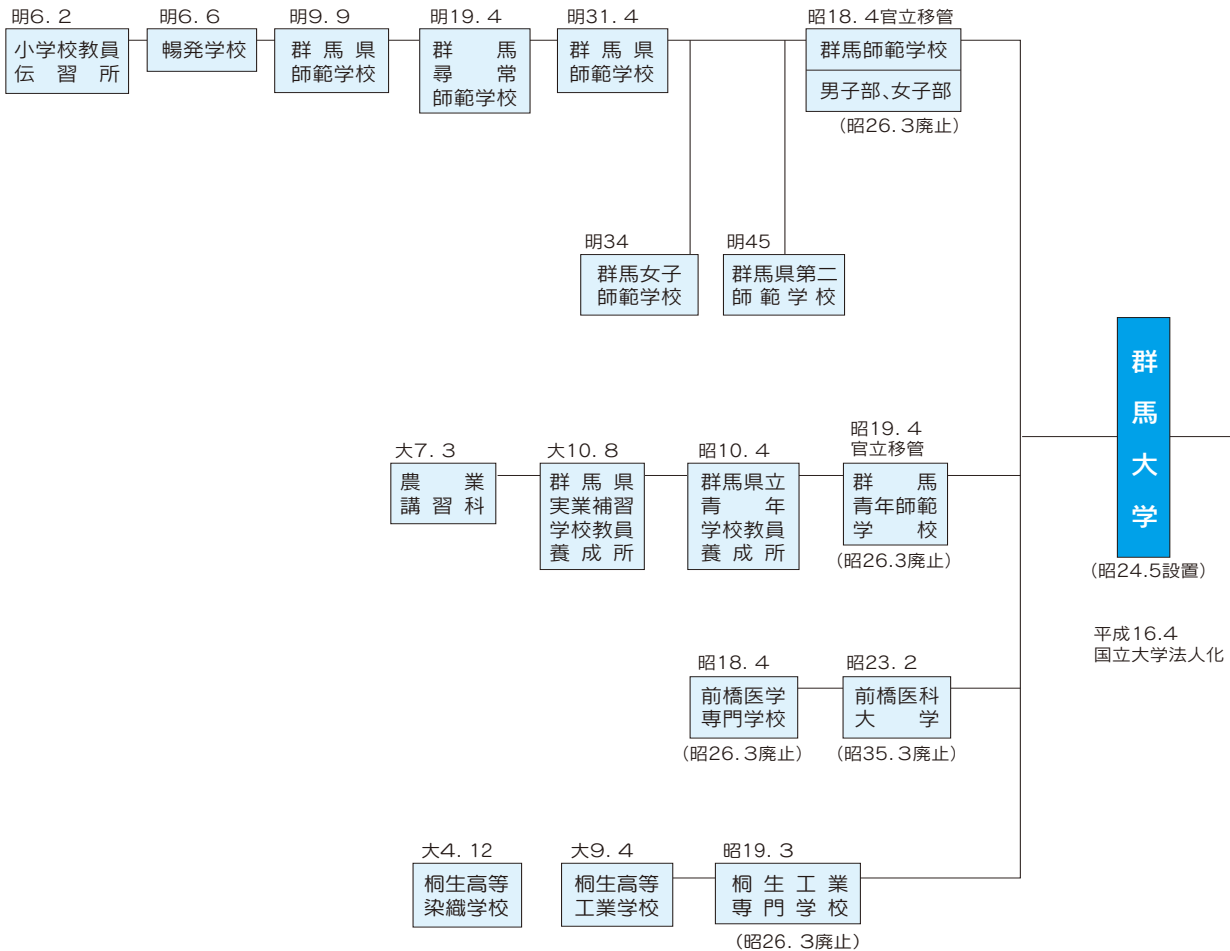 明6. 2
小学校教員
伝習所
明6. 6
暢発学校
明9. 9
群馬県
師範学校
明19. 4
群馬
尋常
師範学校
明31. 4
群馬県
師範学校
昭18. 4官立移管
群馬師範学校
男子部、女子部
(昭26. 3廃止)
明34
群馬女子
師範学校
明45
群馬県第二
師範学校
大7. 3
農業
講習科
大10. 8
群馬県
実業補習
学校教員
養成所
昭10. 4
群馬県立
青年
学校教員
養成所
昭19. 4
官立移管
群馬
青年師範
学校
(昭26.3廃止)
昭18. 4
前橋医学
専門学校
(昭26. 3廃止)
昭23. 2
前橋医科
大学
(昭35. 3廃止)
大4. 12
桐生高等
染織学校
大9. 4
桐生高等
工業学校
昭19. 3
桐生工業
専門学校
(昭26. 3廃止)
群馬大学
(昭24.5設置)
平成16.4
国立大学法人化